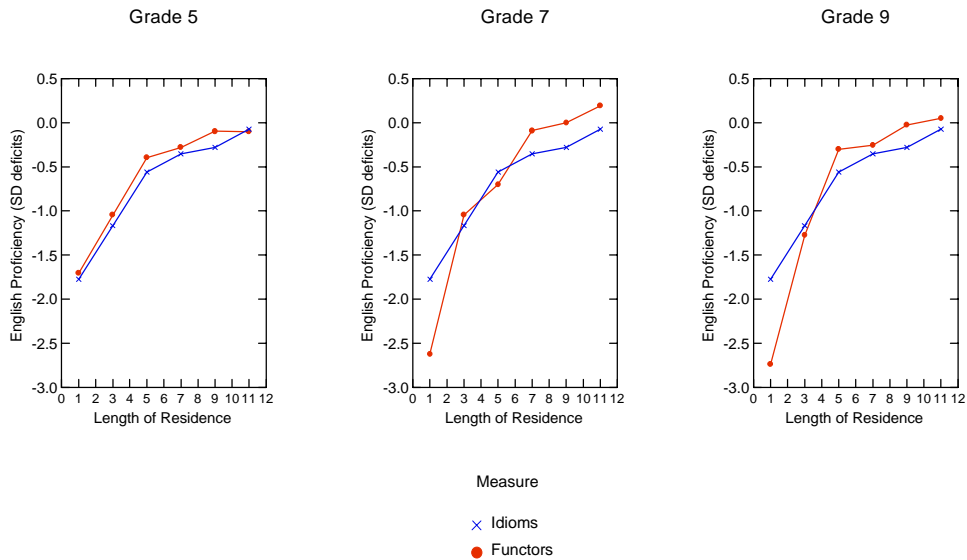 Grade 5
Grade 7
Grade 9
0.5
0.0
-0.5
-1.0
-1.5
-2.0
-2.5
-3.0
English Proficiency (SD deficits)
0 1 2 3 4 5 6 7 8 9 10 11 12
Length of Residence
0.5
0.0
-0.5
-1.0
-1.5
-2.0
-2.5
-3.0
English Proficiency (SD deficits)
0 1 2 3 4 5 6 7 8 9 10 11 12
Length of Residence
0.5
0.0
-0.5
-1.0
-1.5
-2.0
-2.5
-3.0
English Proficiency (SD deficits)
0 1 2 3 4 5 6 7 8 9 10 11 12
Length of Residence
Measure
Idioms
Functors